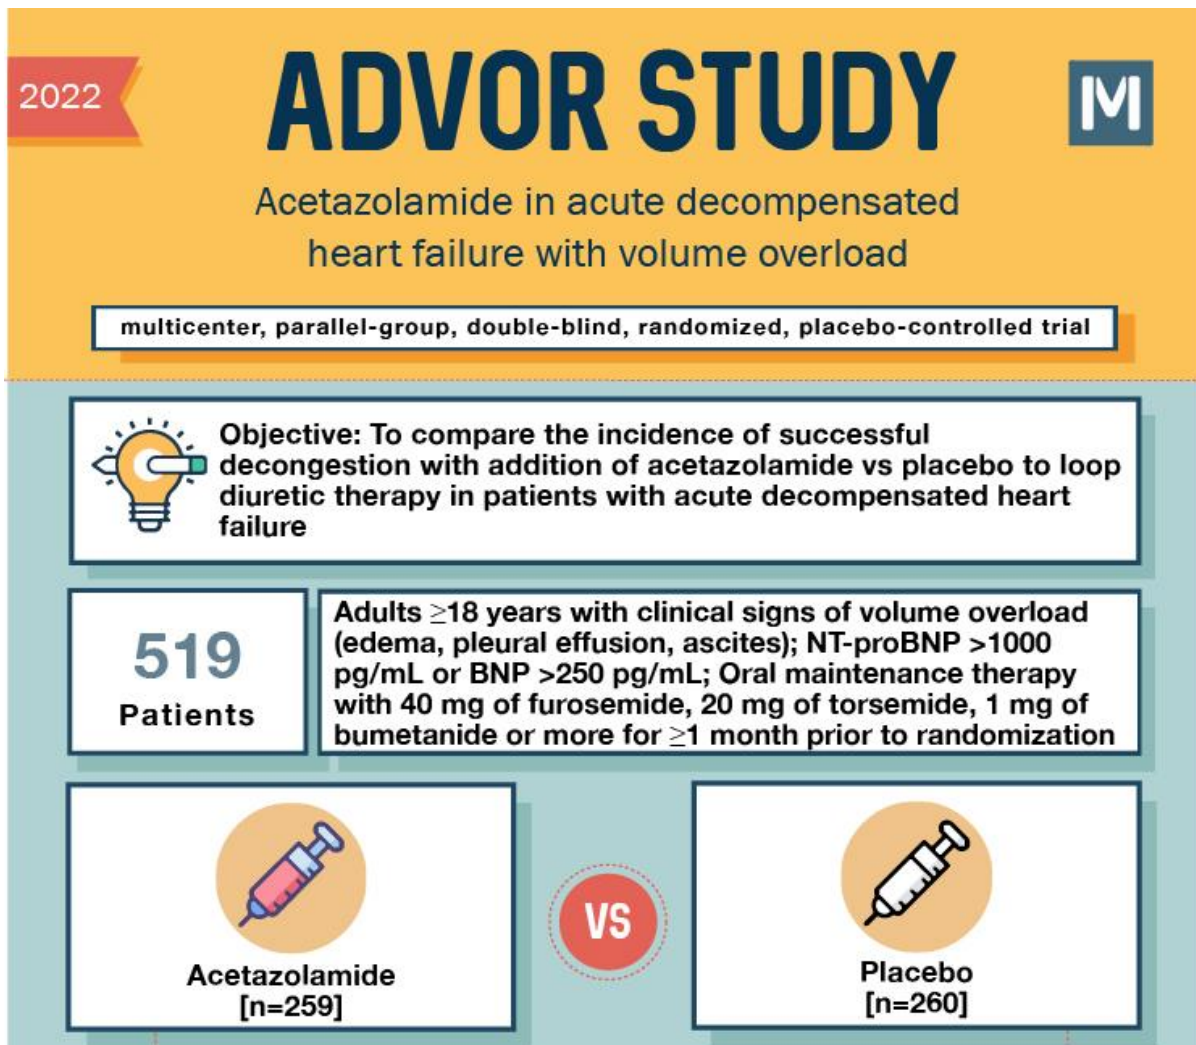 2022
ADVOR STUDY
M
Acetazolamide in acute decompensated
heart failure with volume overload
multicenter, parallel-group, double-blind, randomized, placebo-controlled trial
Objective: To compare the incidence of successful
decongestion with addition of acetazolamide vs placebo to loop
diuretic therapy in patients with acute decompensated heart
failure
519
Patients
Adults ≥18 years with clinical signs of volume overload
(edema, pleural effusion, ascites); NT-proBNP >1000
pg/mL or BNP >250 pg/mL; Oral maintenance therapy
with 40 mg of furosemide, 20 mg of torsemide, 1 mg of
bumetanide or more for ≥1 month prior to randomization
Acetazolamide
[n=259]
VS
Placebo
[n=260]